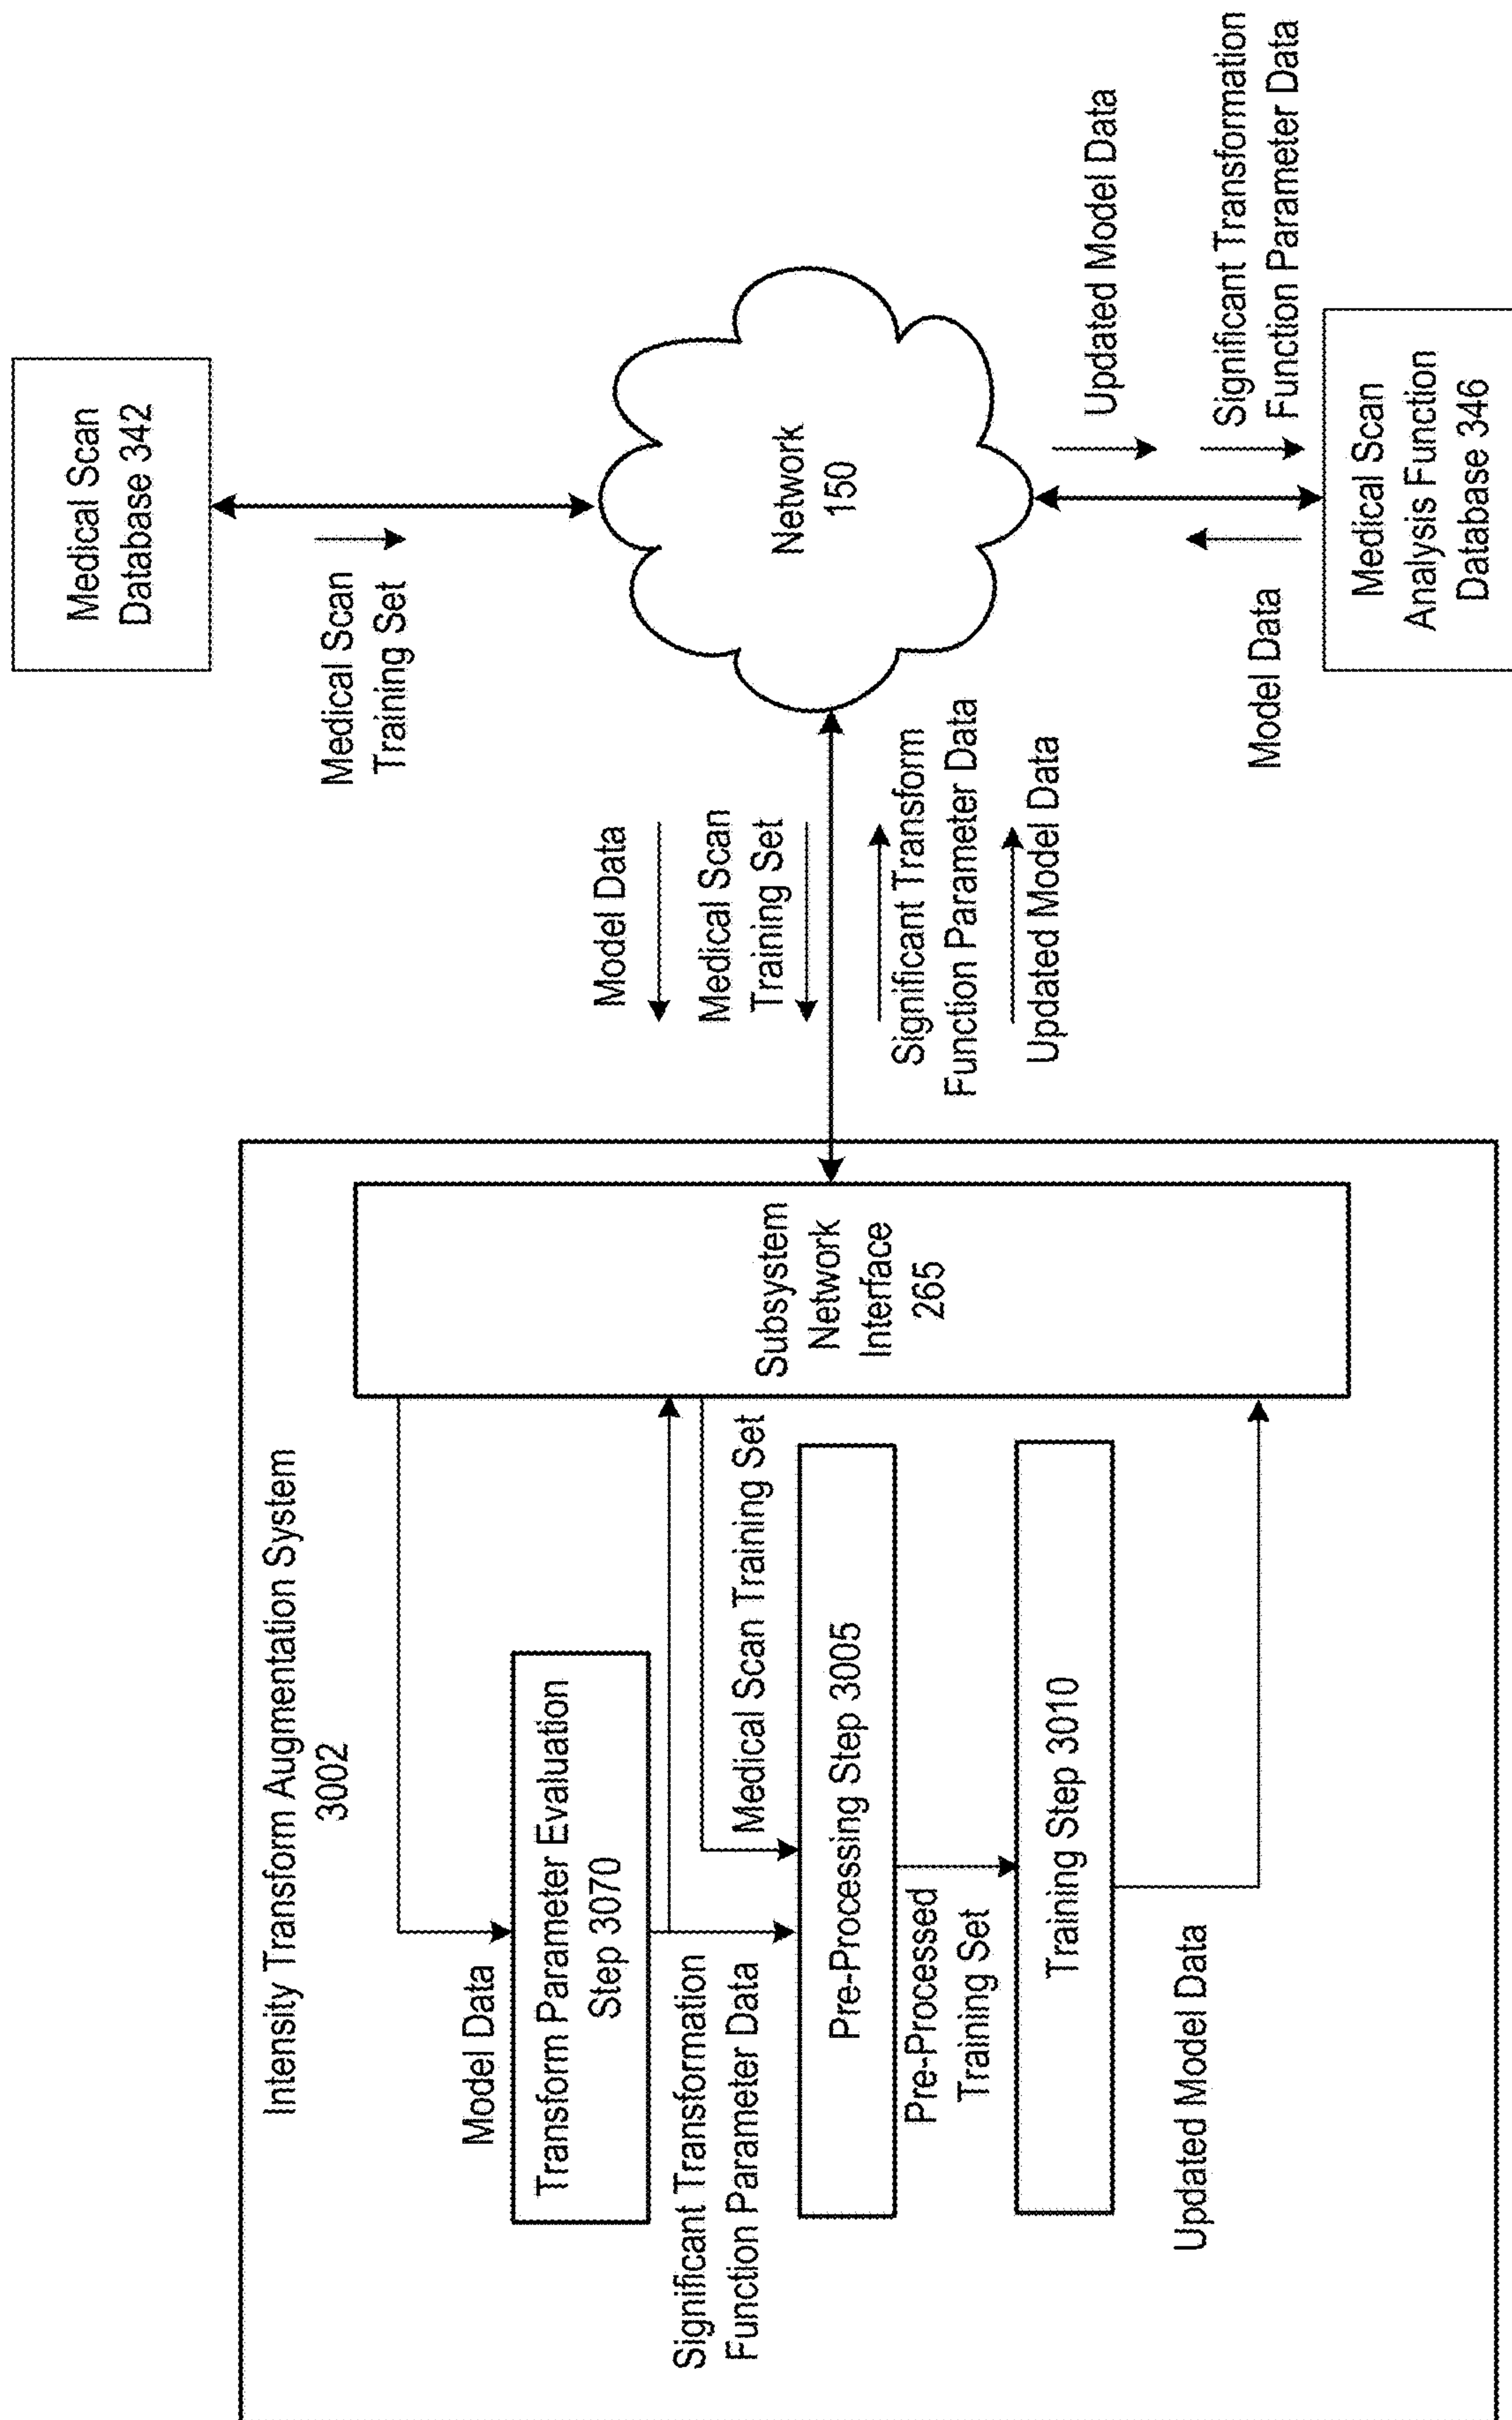 Intensity Transform Augmentation System
3002
Model Data
Transform Parameter Evaluation
Step 3070
Significant Transformation
Function Parameter Data
Medical Scan Training Set
Pre-Processing Step 3005
Pre-Processed
Training Set
Training Step 3010
Updated Model Data
Subsystem
Network
Interface
265
Model Data
Medical Scan
Training Set
Significant Transform
Function Parameter Data
Updated Model Data
Medical Scan
Database 342
Medical Scan
Training Set
Network
150
Updated Model Data
Significant Transformation
Function Parameter Data
Model Data
Medical Scan
Analysis Function
Database 346